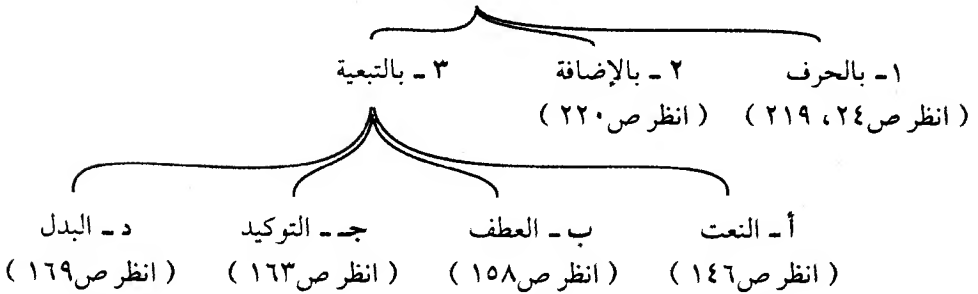 ١ـ بالحرف ٢ ـ بالإضافة ٣ ـ بالتبعية
( انظر ص٢٤، ٢١٩ ) ( انظر ص٢٢٠ )
أ ـ النعت ب ـ العطف جـ ـ التوكيد د ـ البدل
( انظر ص١٤٦ ) ( انظر ص١٥٨ ) ( انظر ص١٦٣ ) ( انظر ص١٦٩ )